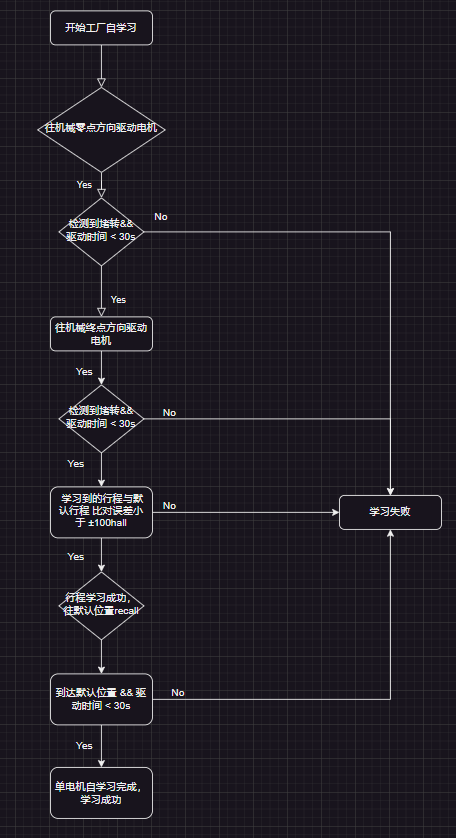 开始工厂自学习
往机械零点方向驱动电机
Yes
检测到堵转&&
驱动时间 < 30s
No
Yes
往机械终点方向驱动
电机
Yes
检测到堵转&&
驱动时间 < 30s
No
Yes
学习到的行程与默
认行程 比对误差小
于 ±100hall
No
学习失败
Yes
行程学习成功，
往默认位置recall
到达默认位置 && 驱
动时间 < 30s
No
Yes
单电机自学习完成，
学习成功